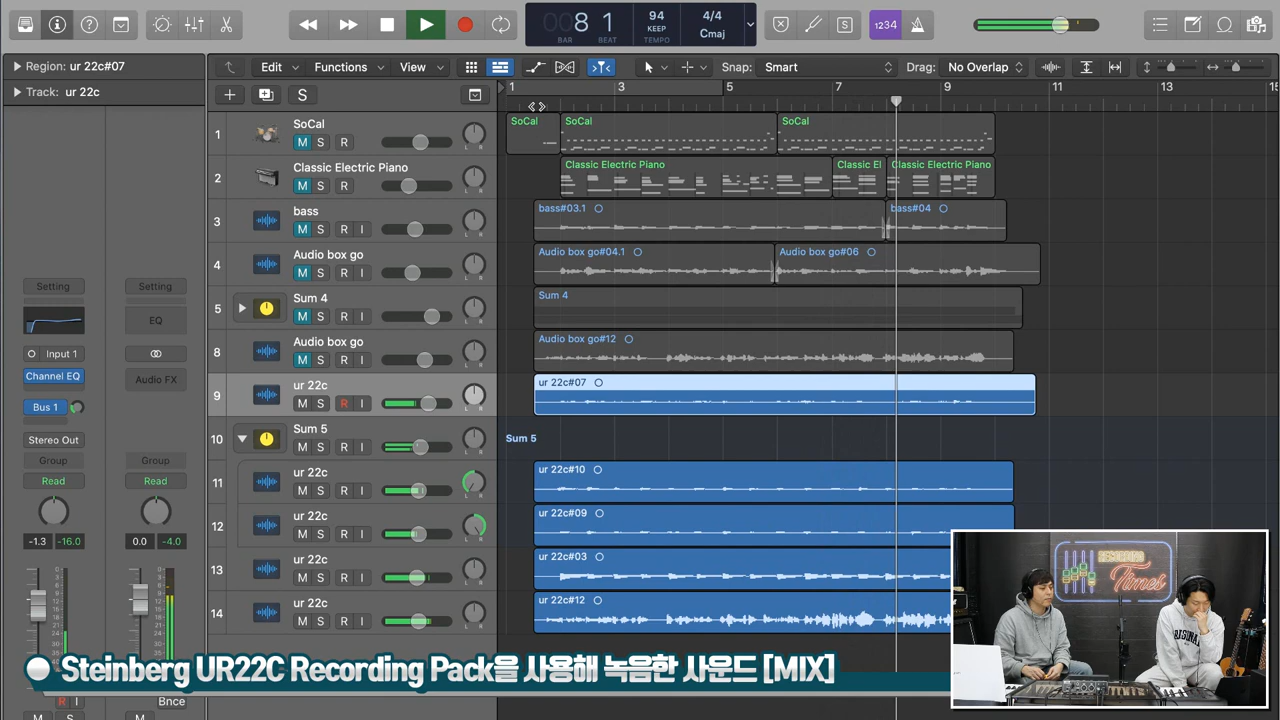 8 1
BAR BEAT
94
KEEP
TEMPO
4/4
Cmaj
1234
S
Region: ur 22c#07
Track: ur 22c
Edit
Functions
View
Snap: Smart
Drag: No Overlap
S
1 3 5 7 9 11 13 15
1
SoCal
M S R
SoCal
SoCal
SoCal
2
Classic Electric Piano
M S R
Classic Electric Piano
Classic El
Classic Electric Piano
3
bass
M S R I
bass#03.1
bass#04
4
Audio box go
M S R I
Audio box go#04.1
Audio box go#06
5
Sum 4
M S R I
Sum 4
8
Audio box go
M S R I
Audio box go#12
9
ur 22c
M S R I
ur 22c#07
10
Sum 5
M S R I
Sum 5
11
ur 22c
M S R I
ur 22c#10
12
ur 22c
M S R I
ur 22c#09
13
ur 22c
M S R I
ur 22c#03
14
ur 22c
M S R I
ur 22c#12
Setting
Setting
EQ
Input 1
Channel EQ
Audio FX
Bus 1
Stereo Out
Group
Group
Read
Read
-1.3 -16.0
0.0 -4.0
R I
Bnce
M S
M
RECORDING
Times
Steinberg UR22C Recording Pack을 사용해 녹음한 사운드 [MIX]